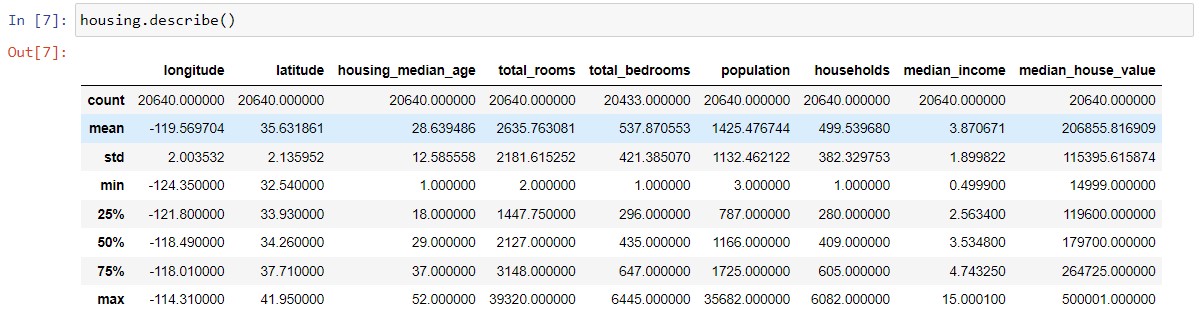 In [7]: housing.describe()
Out[7]:
longitude latitude housing_median_age total_rooms total_bedrooms population households median_income median_house_value
count 20640.000000 20640.000000 20640.000000 20640.000000 20433.000000 20640.000000 20640.000000 20640.000000 20640.000000
mean -119.569704 35.631861 28.639486 2635.763081 537.870553 1425.476744 499.539680 3.870671 206855.816909
std 2.003532 2.135952 12.585558 2181.615252 421.385070 1132.462122 382.329753 1.899822 115395.615874
min -124.350000 32.540000 1.000000 2.000000 1.000000 3.000000 1.000000 0.499900 14999.000000
25% -121.800000 33.930000 18.000000 1447.750000 296.000000 787.000000 280.000000 2.563400 119600.000000
50% -118.490000 34.260000 29.000000 2127.000000 435.000000 1166.000000 409.000000 3.534800 179700.000000
75% -118.010000 37.710000 37.000000 3148.000000 647.000000 1725.000000 605.000000 4.743250 264725.000000
max -114.310000 41.950000 52.000000 39320.000000 6445.000000 35682.000000 6082.000000 15.000100 500001.000000